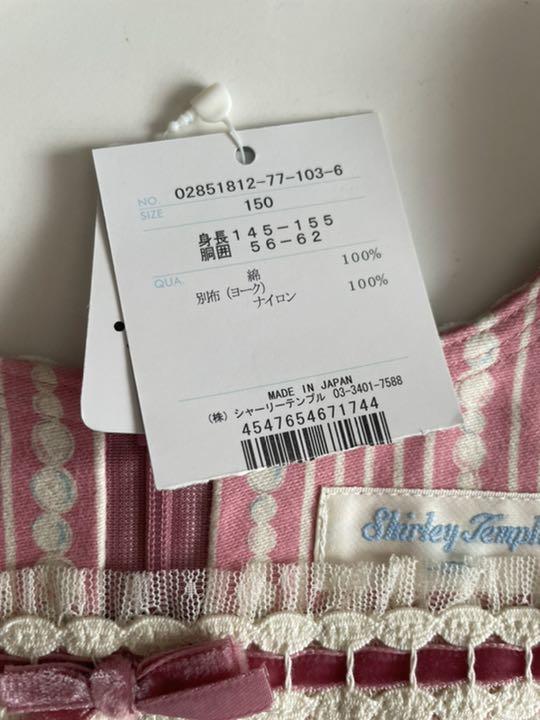 NO. 02851812-77-103-6
SIZE 150
身長145-155
胴囲 56-62
QUA. 綿 100%
別布(ヨーク)
ナイロン 100%
MADE IN JAPAN
(株)シャーリーテンプル 03-3401-7588
4547654671744
Shirley Templ